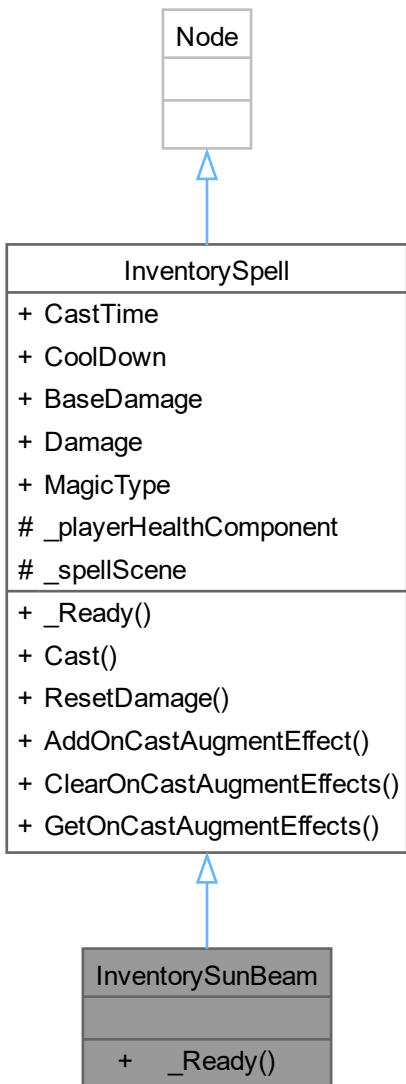 Node
InventorySpell
+ CastTime
+ CoolDown
+ BaseDamage
+ Damage
+ MagicType
# _playerHealthComponent
# _spellScene
+ _Ready()
+ Cast()
+ ResetDamage()
+ AddOnCastAugmentEffect()
+ ClearOnCastAugmentEffects()
+ GetOnCastAugmentEffects()
InventorySunBeam
+ _Ready()